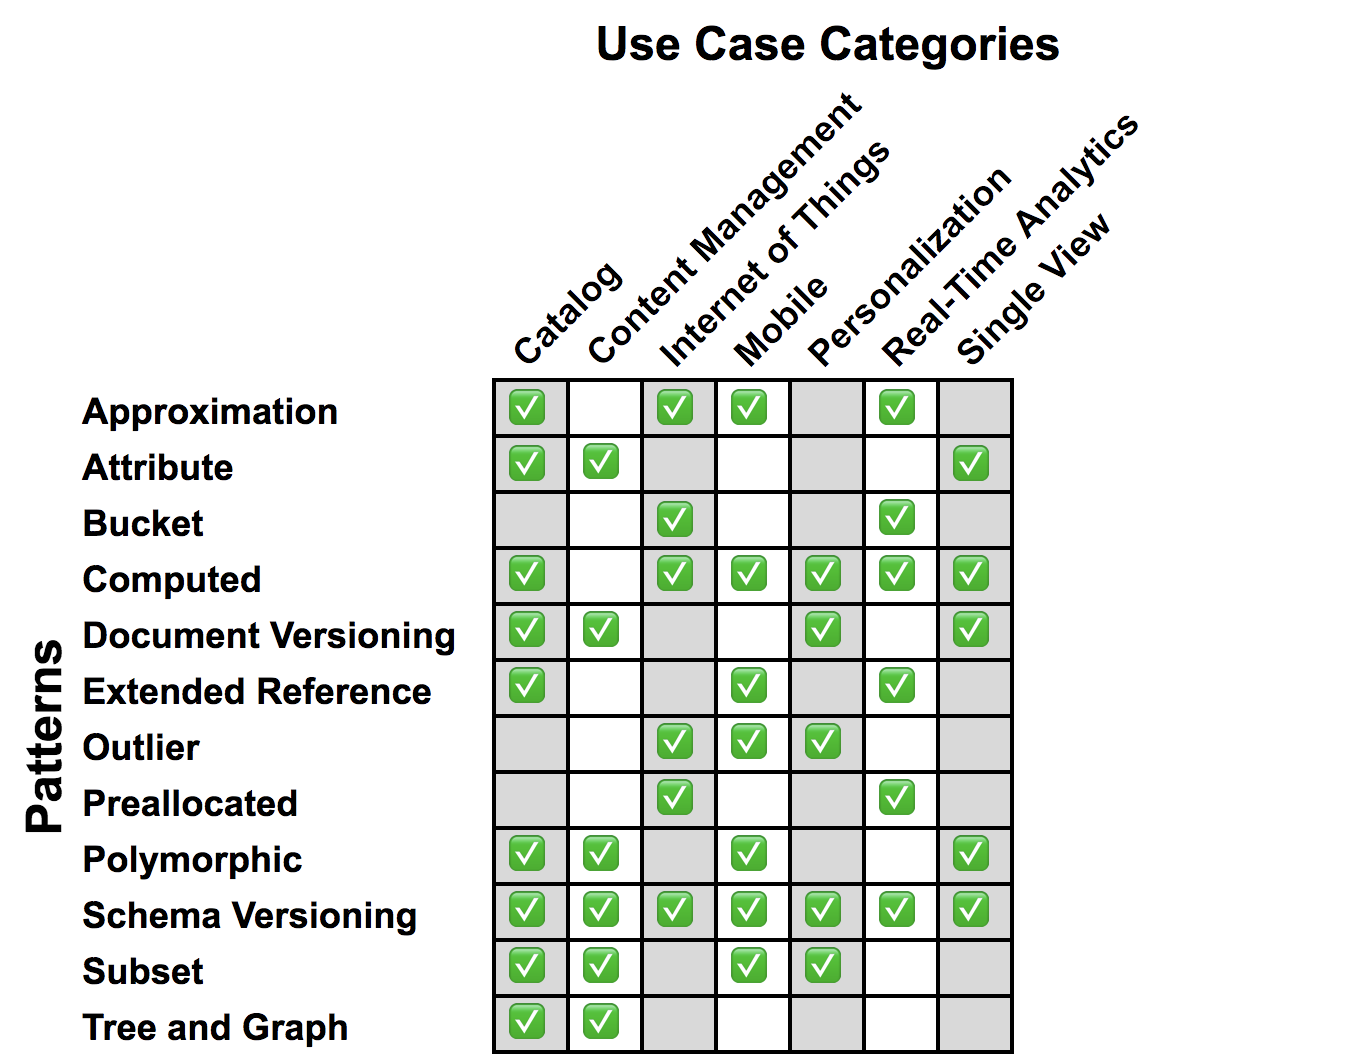 Use Case Categories
Catalog
Content Management
Internet of Things
Mobile
Personalization
Real-Time Analytics
Single View
Patterns
Approximation
Attribute
Bucket
Computed
Document Versioning
Extended Reference
Outlier
Preallocated
Polymorphic
Schema Versioning
Subset
Tree and Graph